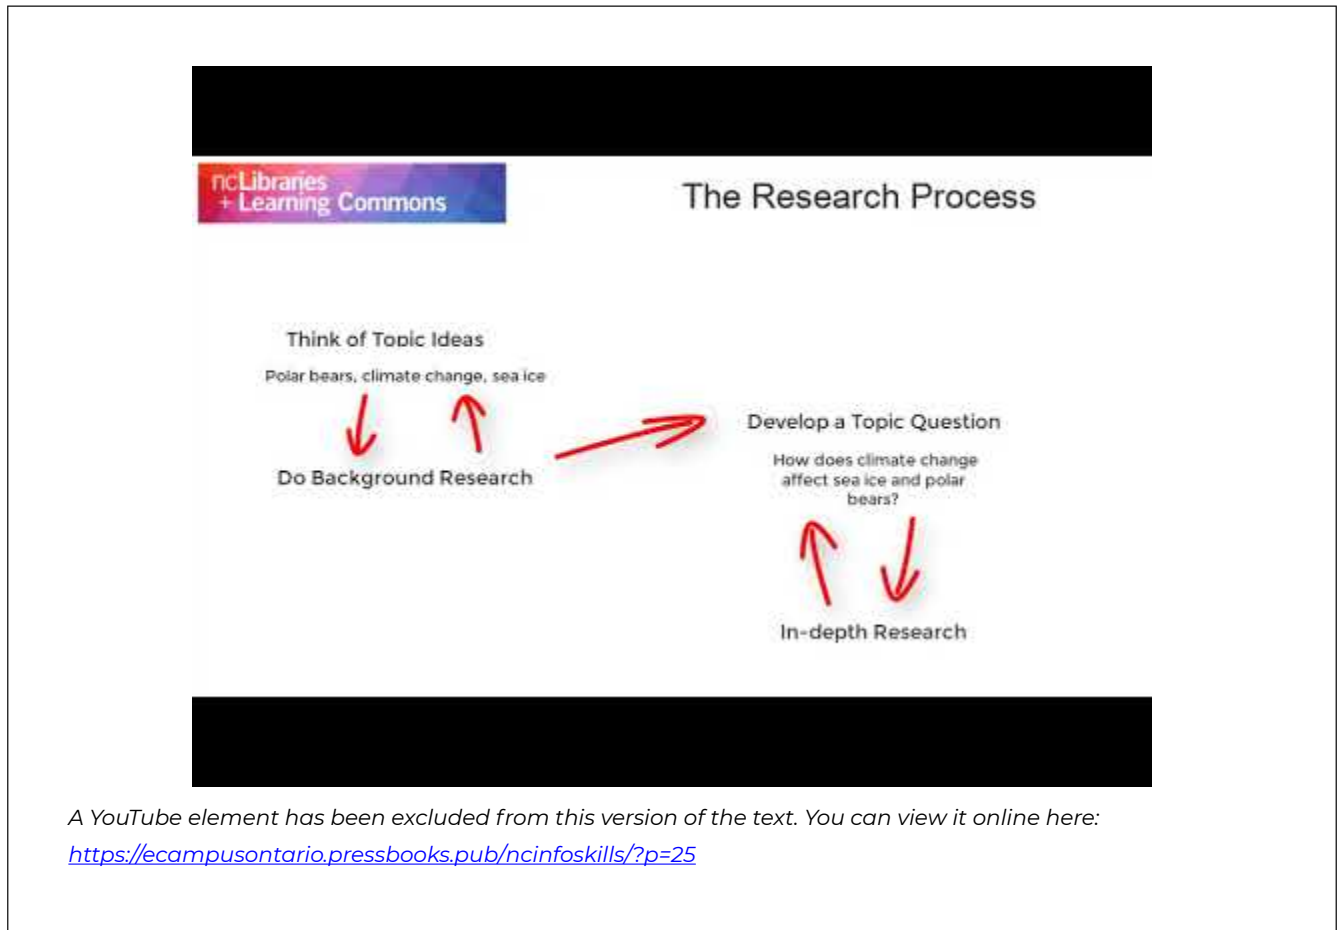 ncLibraries
+ Learning Commons
The Research Process
Think of Topic Ideas
Polar bears, climate change, sea ice
Do Background Research
Develop a Topic Question
How does climate change
affect sea ice and polar
bears?
In-depth Research
A YouTube element has been excluded from this version of the text. You can view it online here:
https://ecampusontario.pressbooks.pub/ncinfoskills/?p=25